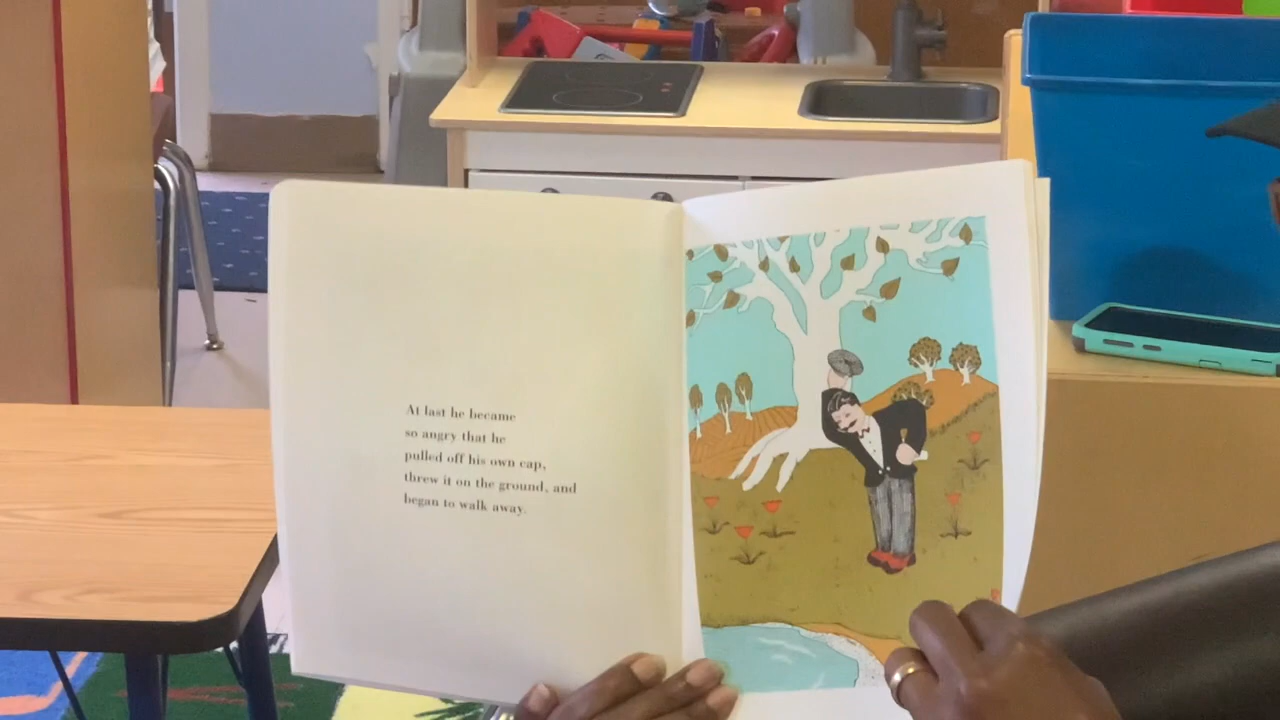 At last he became
so angry that he
pulled off his own cap,
threw it on the ground, and
began to walk away.